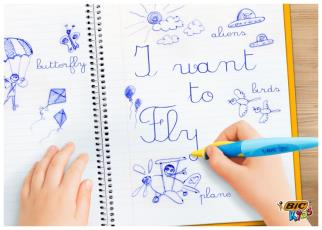 butterfly
aliens
I want
to
birds
Fly
plane
BIC
KIDS